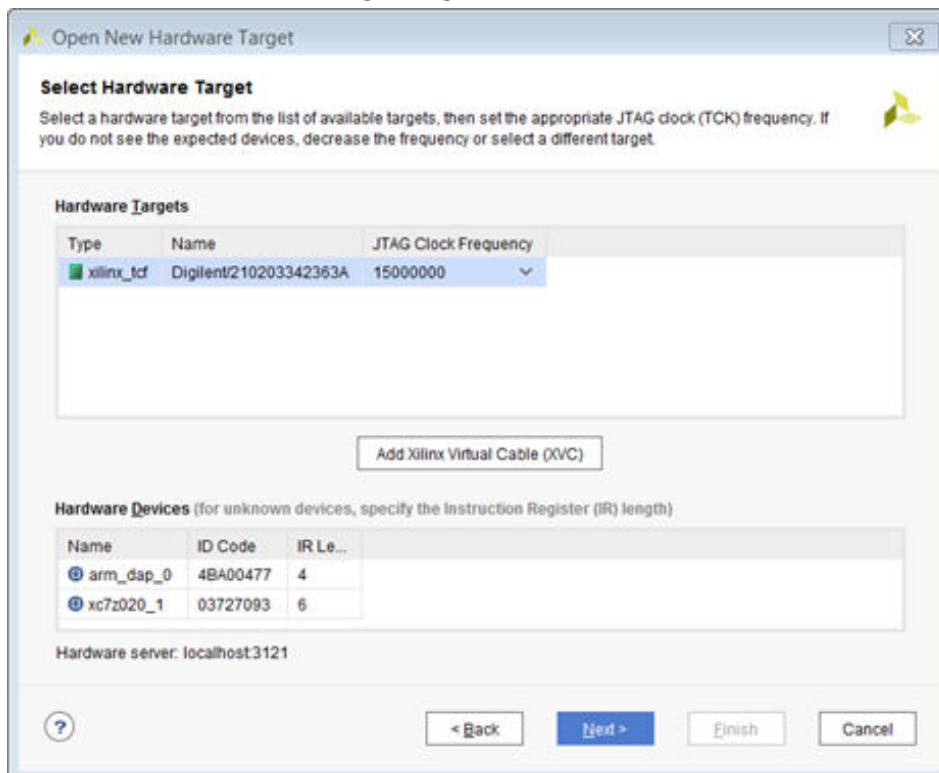 Open New Hardware Target
Select Hardware Target
Select a hardware target from the list of available targets, then set the appropriate JTAG clock (TCK) frequency. If
you do not see the expected devices, decrease the frequency or select a different target.
Hardware Targets
Type Name JTAG Clock Frequency
xilinx_tcf Digilent/210203342363A 15000000
Add Xilinx Virtual Cable (XVC)
Hardware Devices (for unknown devices, specify the Instruction Register (IR) length)
Name ID Code IR Le...
arm_dap_0 4BA00477 4
xc7z020_1 03727093 6
Hardware server: localhost:3121
?
< Back Next > Finish Cancel